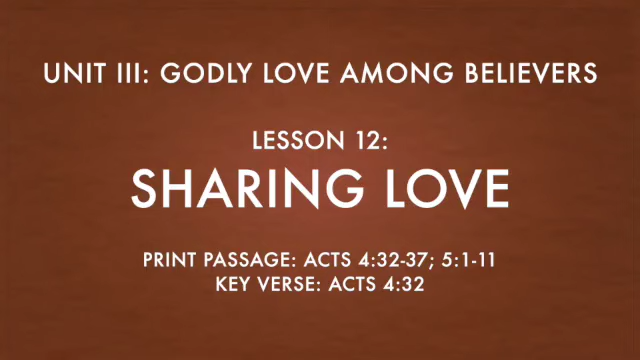 UNIT III: GODLY LOVE AMONG BELIEVERS
LESSON 12:
SHARING LOVE
PRINT PASSAGE: ACTS 4:32-37; 5:1-11
KEY VERSE: ACTS 4:32